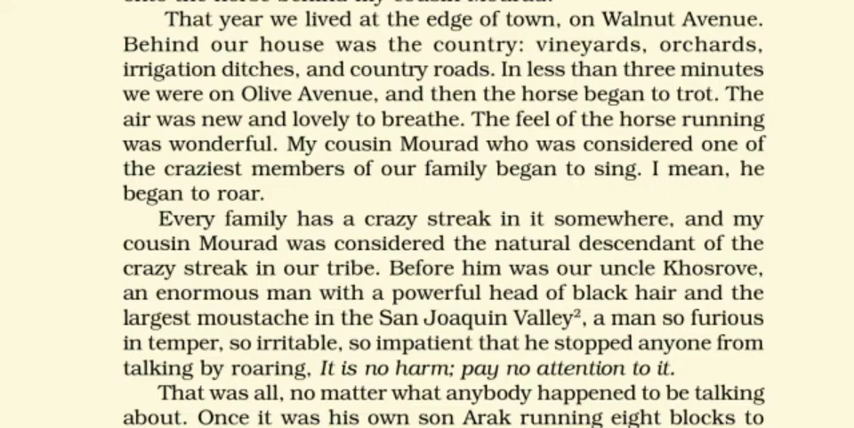 That year we lived at the edge of town, on Walnut Avenue.
Behind our house was the country: vineyards, orchards,
irrigation ditches, and country roads. In less than three minutes
we were on Olive Avenue, and then the horse began to trot. The
air was new and lovely to breathe. The feel of the horse running
was wonderful. My cousin Mourad who was considered one of
the craziest members of our family began to sing. I mean, he
began to roar.
Every family has a crazy streak in it somewhere, and my
cousin Mourad was considered the natural descendant of the
crazy streak in our tribe. Before him was our uncle Khosrove,
an enormous man with a powerful head of black hair and the
largest moustache in the San Joaquin Valley², a man so furious
in temper, so irritable, so impatient that he stopped anyone from
talking by roaring, It is no harm; pay no attention to it.
That was all, no matter what anybody happened to be talking
about. Once it was his own son Arak running eight blocks to